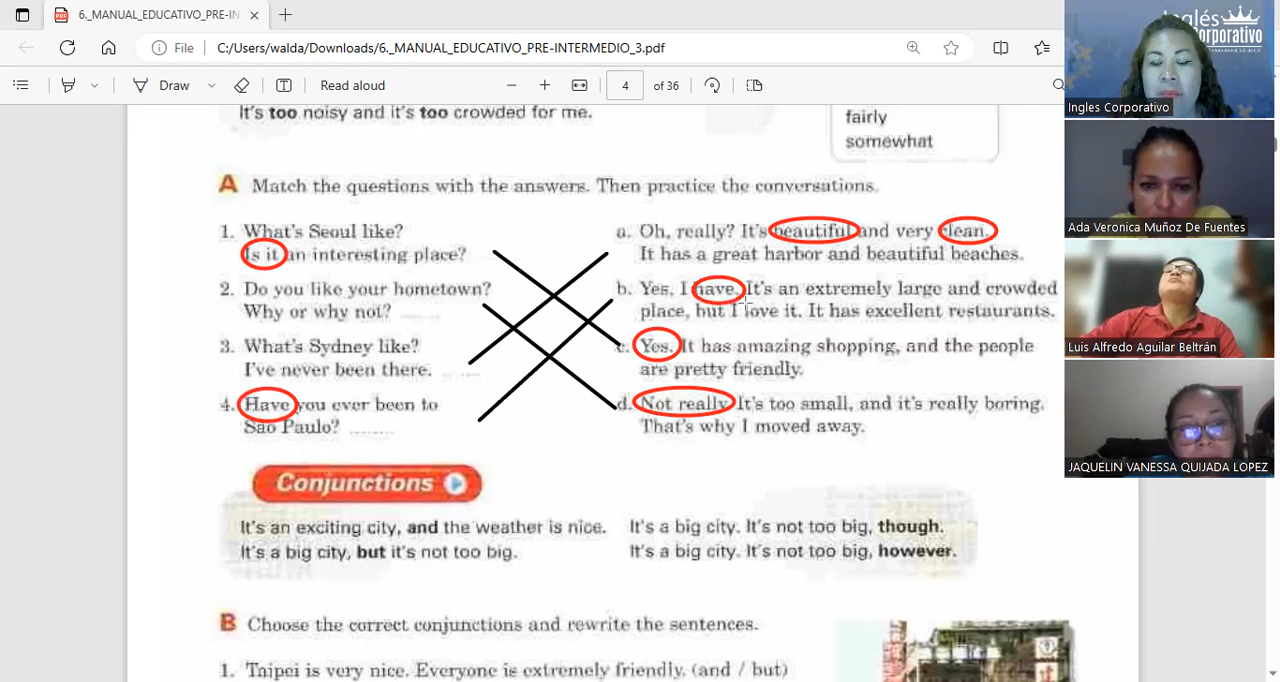 6._MANUAL_EDUCATIVO_PRE-IN
File
C:/Users/walda/Downloads/6._MANUAL_EDUCATIVO_PRE-INTERMEDIO_3.pdf
Draw
Read aloud
4
of 36
It's too noisy and it's too crowded for me.
fairly
somewhat
A Match the questions with the answers. Then practice the conversations.
1. What's Seoul like?
Is it an interesting place?
2. Do you like your hometown?
Why or why not? ........
3. What's Sydney like?
I've never been there. ........
4. Have you ever been to
São Paulo? ........
a. Oh, really? It's beautiful and very clean.
It has a great harbor and beautiful beaches.
b. Yes, I have. It's an extremely large and crowded
place, but I love it. It has excellent restaurants.
c. Yes. It has amazing shopping, and the people
are pretty friendly.
d. Not really. It's too small, and it's really boring.
That's why I moved away.
Conjunctions
It's an exciting city, and the weather is nice.
It's a big city, but it's not too big.
It's a big city. It's not too big, though.
It's a big city. It's not too big, however.
B Choose the correct conjunctions and rewrite the sentences.
1. Taipei is very nice. Everyone is extremely friendly. (and / but)
Inglés
Corporativo
Ingles Corporativo
Ada Veronica Muñoz De Fuentes
Luis Alfredo Aguilar Beltrán
JAQUELIN VANESSA QUIJADA LOPEZ